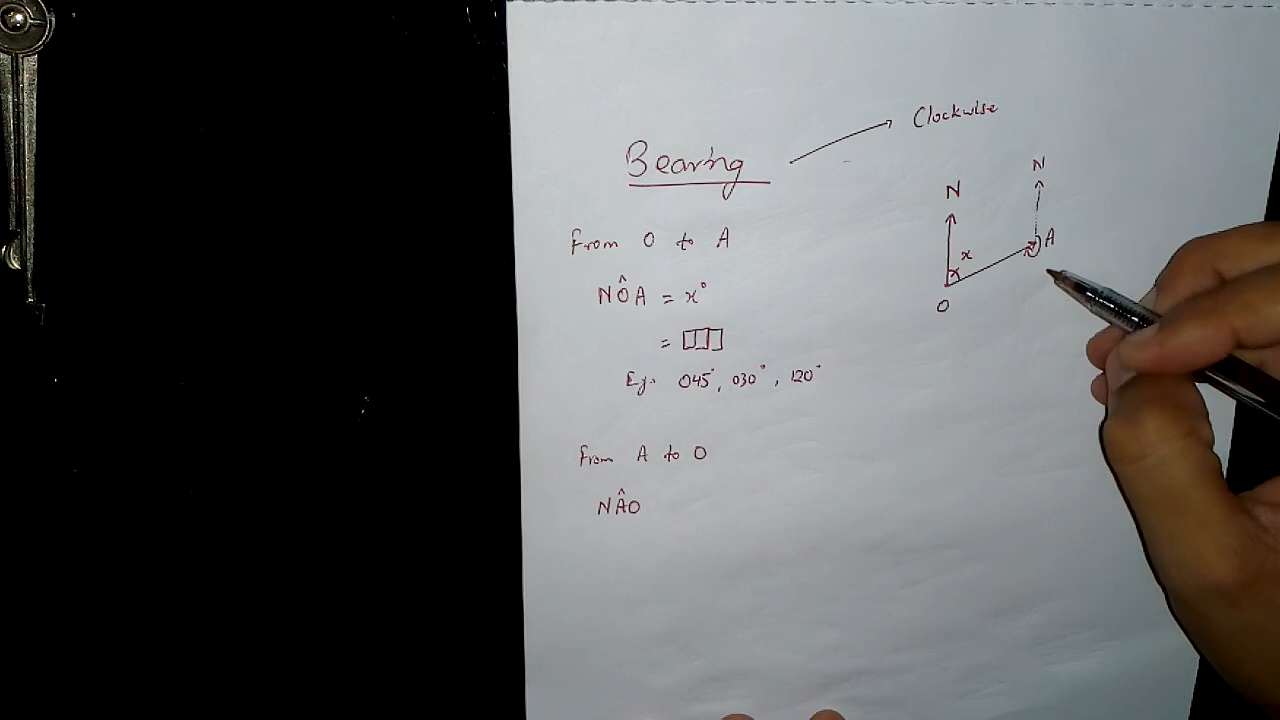 Clockwise
Bearing
From O to A
NÔA = x°
= 
Eg. 045°, 030°, 120°
From A to O
NÂO
N
N
A
x
O